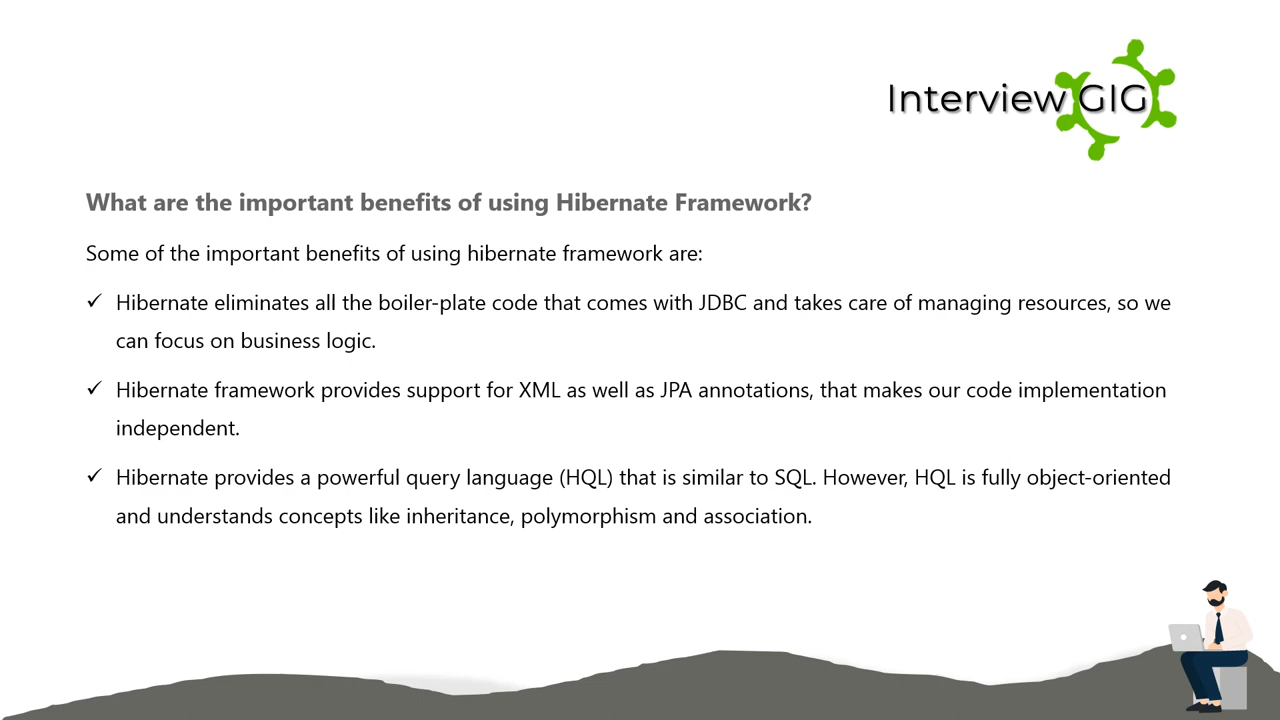 Interview GIG
What are the important benefits of using Hibernate Framework?
Some of the important benefits of using hibernate framework are:
✓ Hibernate eliminates all the boiler-plate code that comes with JDBC and takes care of managing resources, so we
can focus on business logic.
✓ Hibernate framework provides support for XML as well as JPA annotations, that makes our code implementation
independent.
✓ Hibernate provides a powerful query language (HQL) that is similar to SQL. However, HQL is fully object-oriented
and understands concepts like inheritance, polymorphism and association.